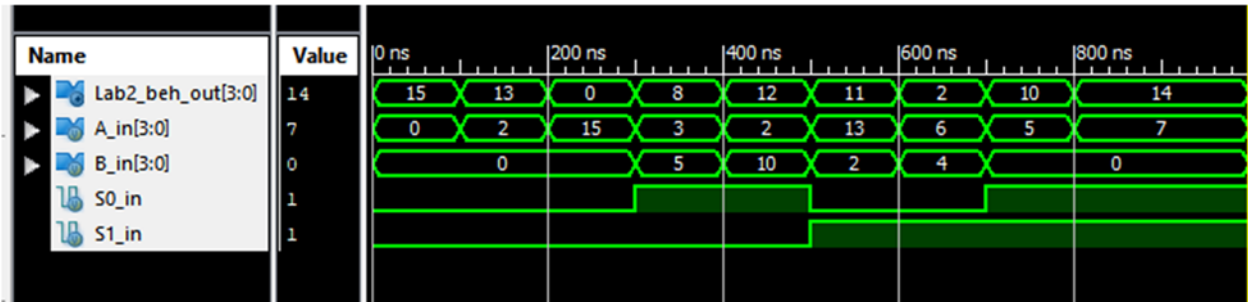 Name Value 0 ns 200 ns 400 ns 600 ns 800 ns
Lab2_beh_out[3:0] 14 15 13 0 8 12 11 2 10 14
A_in[3:0] 7 0 2 15 3 2 13 6 5 7
B_in[3:0] 0 0 5 10 2 4 0
S0_in 1
S1_in 1